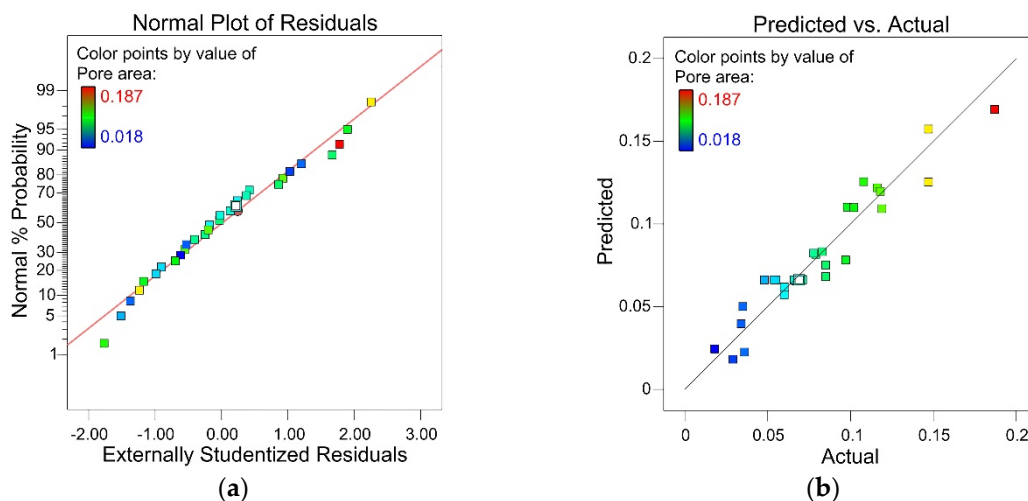 Normal Plot of Residuals
Color points by value of
Pore area:
0.187
0.018
Normal % Probability
99
95
90
80
70
50
30
20
10
5
1
-2.00
-1.00
0.00
1.00
2.00
3.00
Externally Studentized Residuals
(a)
Predicted vs. Actual
Color points by value of
Pore area:
0.187
0.018
Predicted
0.2
0.15
0.1
0.05
0
0
0.05
0.1
0.15
0.2
Actual
(b)